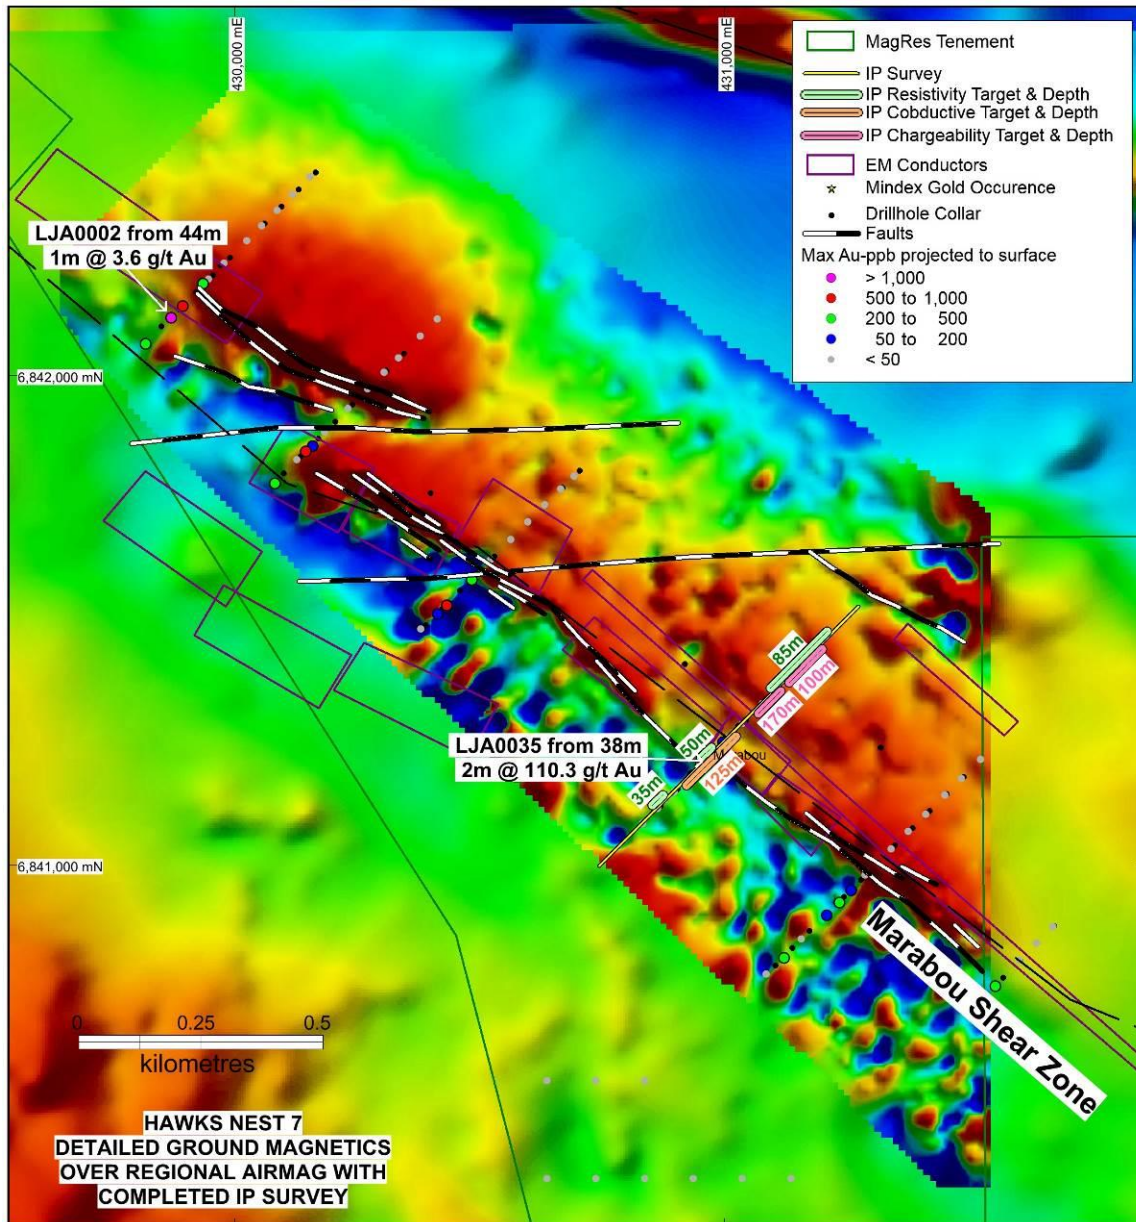 430,000 mE
431,000 mE
MagRes Tenement
IP Survey
IP Resistivity Target & Depth
IP Cobductive Target & Depth
IP Chargeability Target & Depth
EM Conductors
Mindex Gold Occurence
Drillhole Collar
Faults
Max Au-ppb projected to surface
> 1,000
500 to 1,000
200 to 500
50 to 200
< 50
LJA0002 from 44m
1m @ 3.6 g/t Au
6,842,000 mN
85m
100m
170m
LJA0035 from 38m
2m @ 110.3 g/t Au
50m
125m
35m
6,841,000 mN
Marabou Shear Zone
0 0.25 0.5
kilometres
HAWKS NEST 7
DETAILED GROUND MAGNETICS
OVER REGIONAL AIRMAG WITH
COMPLETED IP SURVEY